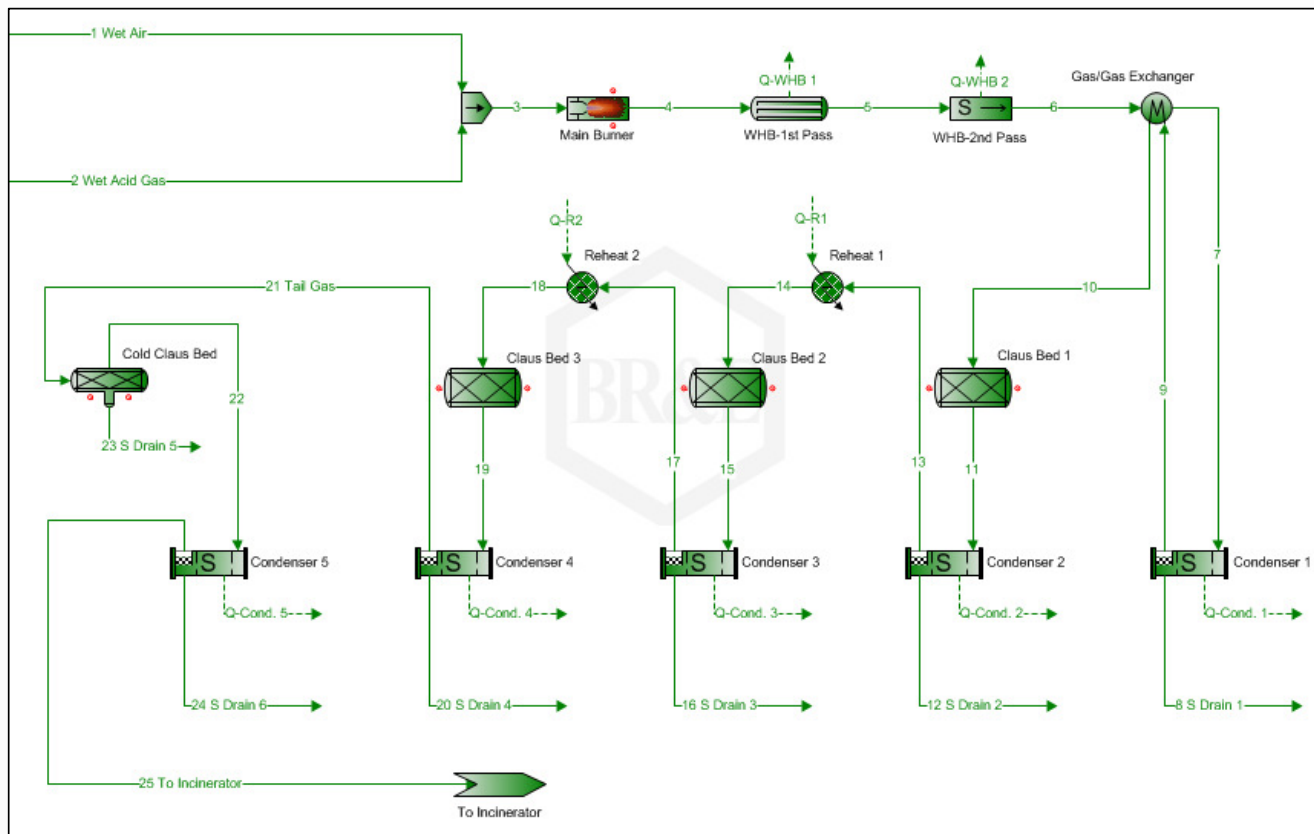 1 Wet Air
Q-WHB 1
Q-WHB 2
Gas/Gas Exchanger
3
4
5
6
M
Main Burner
WHB-1st Pass
S
WHB-2nd Pass
2 Wet Acid Gas
Q-R2
Q-R1
7
Reheat 2
Reheat 1
21 Tail Gas
18
14
10
Cold Claus Bed
Claus Bed 3
Claus Bed 2
Claus Bed 1
BR&E
22
9
23 S Drain 5
19
17
15
13
11
S Condenser 5
S Condenser 4
S Condenser 3
S Condenser 2
S Condenser 1
Q-Cond. 5
Q-Cond. 4
Q-Cond. 3
Q-Cond. 2
Q-Cond. 1
24 S Drain 6
20 S Drain 4
16 S Drain 3
12 S Drain 2
8 S Drain 1
25 To Incinerator
To Incinerator